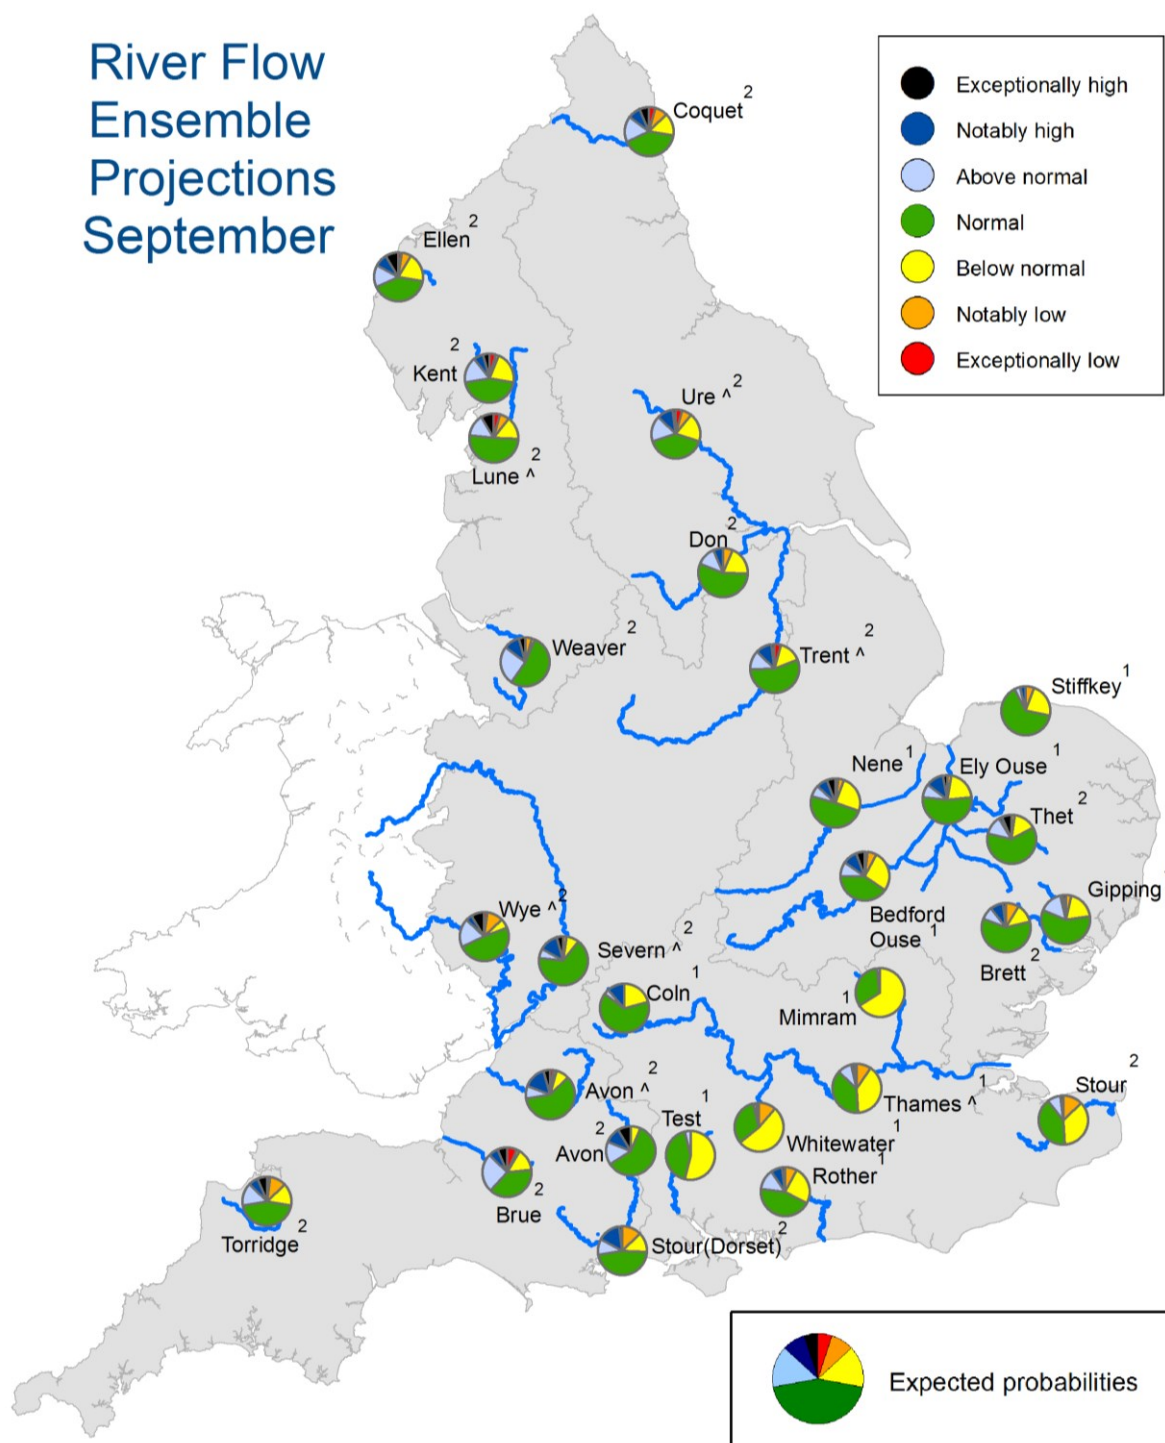 River Flow
Ensemble
Projections
September
Exceptionally high
Notably high
Above normal
Normal
Below normal
Notably low
Exceptionally low
Coquet 2
Ellen 2
Kent 2
Lune ^ 2
Ure ^ 2
Don 2
Weaver 2
Trent ^ 2
Stiffkey 1
Nene 1
Ely Ouse 1
Thet 2
Gipping
Bedford
Ouse 1
Brett 2
Wye ^ 2
Severn ^ 2
Coln 1
Mimram 1
Avon ^ 2
Test 1
Thames ^ 1
Stour 2
Avon 2
Whitewater 1
Rother 1
Brue 2
Torridge 2
Stour(Dorset) 2
Expected probabilities